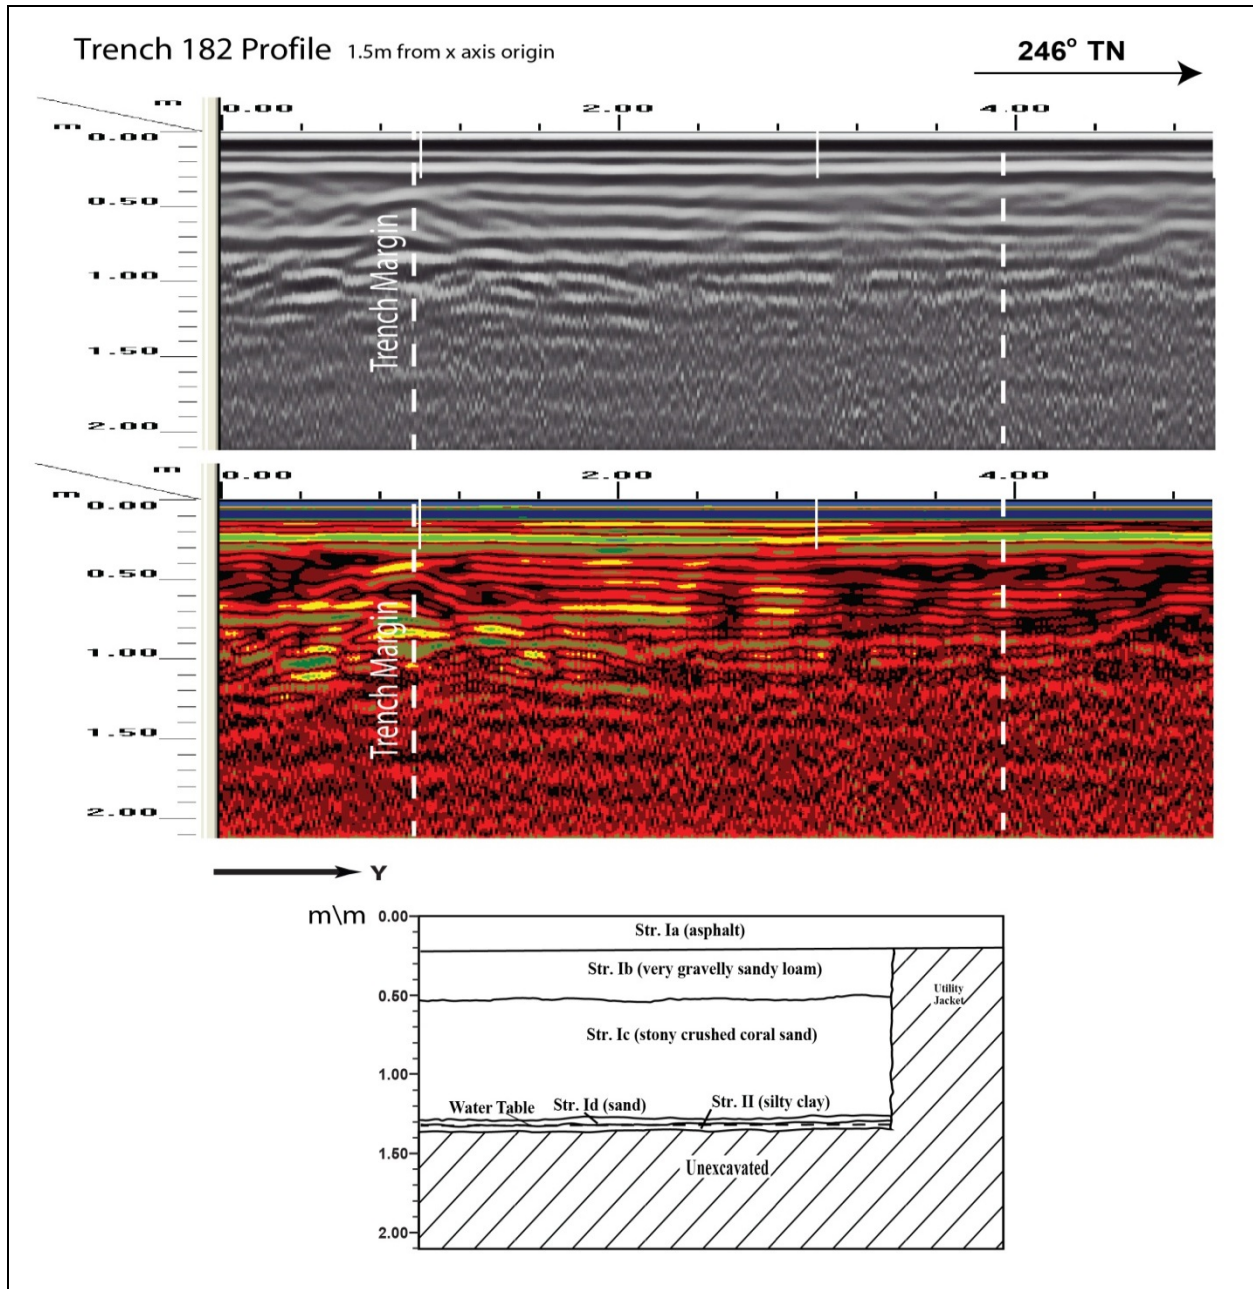 Trench 182 Profile 1.5m from x axis origin
246° TN
m 0.00 2.00 4.00
m
0.00
0.50
1.00
1.50
2.00
Trench Margin
m 0.00 2.00 4.00
m
0.00
0.50
1.00
1.50
2.00
Trench Margin
Y
m\m
0.00
Str. Ia (asphalt)
Str. Ib (very gravelly sandy loam)
Utility
Jacket
0.50
Str. Ic (stony crushed coral sand)
1.00
Water Table Str. Id (sand) Str. II (silty clay)
1.50
Unexcavated
2.00